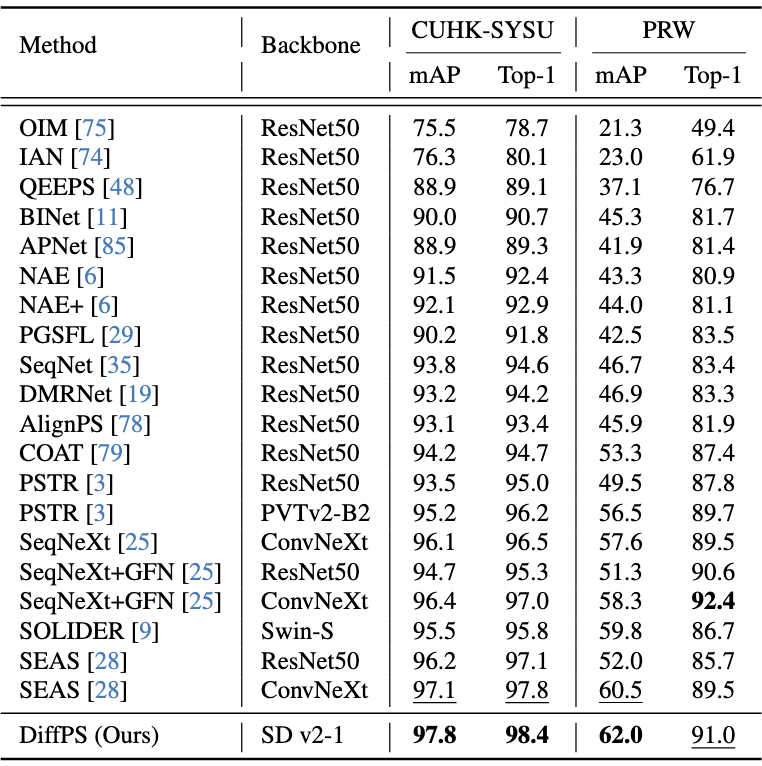 Method Backbone CUHK-SYSU PRW
mAP Top-1 mAP Top-1
OIM [75] ResNet50 75.5 78.7 21.3 49.4
IAN [74] ResNet50 76.3 80.1 23.0 61.9
QEEPS [48] ResNet50 88.9 89.1 37.1 76.7
BINet [11] ResNet50 90.0 90.7 45.3 81.7
APNet [85] ResNet50 88.9 89.3 41.9 81.4
NAE [6] ResNet50 91.5 92.4 43.3 80.9
NAE+ [6] ResNet50 92.1 92.9 44.0 81.1
PGSFL [29] ResNet50 90.2 91.8 42.5 83.5
SeqNet [35] ResNet50 93.8 94.6 46.7 83.4
DMRNet [19] ResNet50 93.2 94.2 46.9 83.3
AlignPS [78] ResNet50 93.1 93.4 45.9 81.9
COAT [79] ResNet50 94.2 94.7 53.3 87.4
PSTR [3] ResNet50 93.5 95.0 49.5 87.8
PSTR [3] PVTv2-B2 95.2 96.2 56.5 89.7
SeqNeXt [25] ConvNeXt 96.1 96.5 57.6 89.5
SeqNeXt+GFN [25] ResNet50 94.7 95.3 51.3 90.6
SeqNeXt+GFN [25] ConvNeXt 96.4 97.0 58.3 92.4
SOLIDER [9] Swin-S 95.5 95.8 59.8 86.7
SEAS [28] ResNet50 96.2 97.1 52.0 85.7
SEAS [28] ConvNeXt 97.1 97.8 60.5 89.5
DiffPS (Ours) SD v2-1 97.8 98.4 62.0 91.0